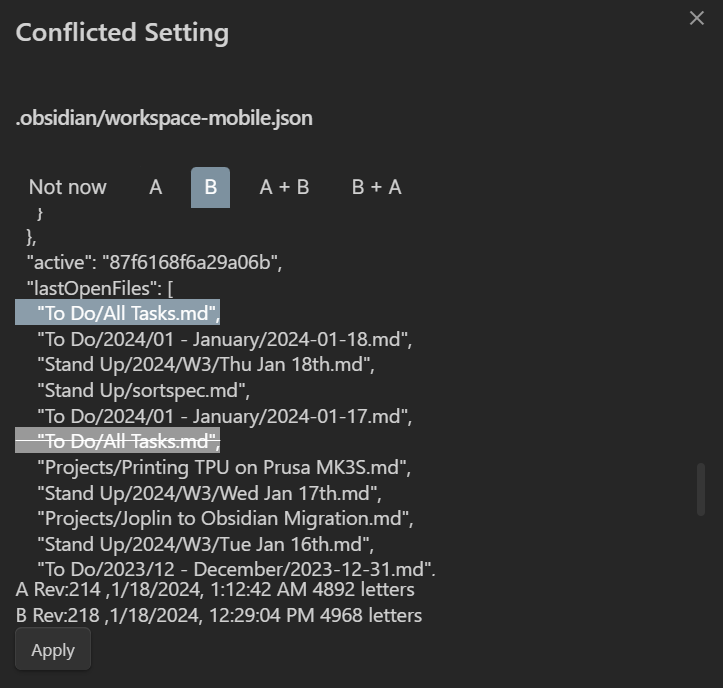 Conflicted Setting
.obsidian/workspace-mobile.json
Not now A B A + B B + A
}
},
"active": "87f6168f6a29a06b",
"lastOpenFiles": [
"To Do/All Tasks.md",
"To Do/2024/01 - January/2024-01-18.md",
"Stand Up/2024/W3/Thu Jan 18th.md",
"Stand Up/sortspec.md",
"To Do/2024/01 - January/2024-01-17.md",
"To Do/All Tasks.md",
"Projects/Printing TPU on Prusa MK3S.md",
"Stand Up/2024/W3/Wed Jan 17th.md",
"Projects/Joplin to Obsidian Migration.md",
"Stand Up/2024/W3/Tue Jan 16th.md",
"To Do/2023/12 - December/2023-12-31.md",
A Rev:214 ,1/18/2024, 1:12:42 AM 4892 letters
B Rev:218 ,1/18/2024, 12:29:04 PM 4968 letters
Apply